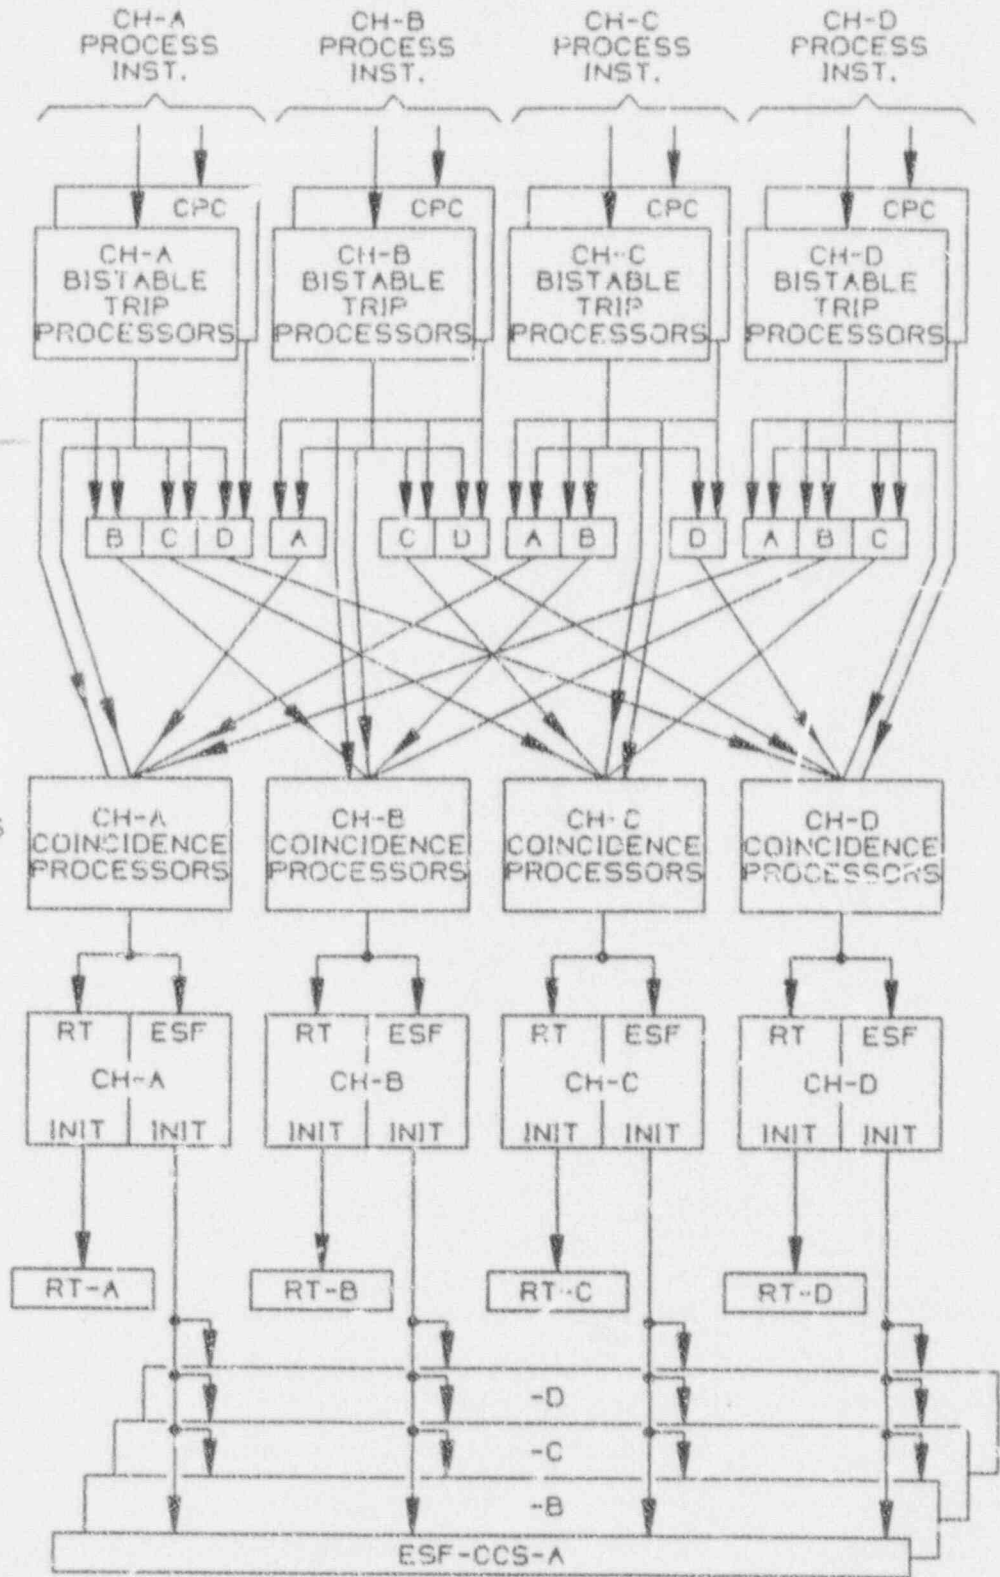 CH-A
PROCESS
INST.
CH-B
PROCESS
INST.
CH-C
PROCESS
INST.
CH-D
PROCESS
INST.
CPC
CPC
CPC
CPC
CH-A
BISTABLE
TRIP
PROCESSORS
CH-B
BISTABLE
TRIP
PROCESSORS
CH-C
BISTABLE
TRIP
PROCESSORS
CH-D
BISTABLE
TRIP
PROCESSORS
B C D
A
C D
A B
D
A B C
CH-A
COINCIDENCE
PROCESSORS
CH-B
COINCIDENCE
PROCESSORS
CH-C
COINCIDENCE
PROCESSORS
CH-D
COINCIDENCE
PROCESSORS
RT ESF
CH-A
INIT INIT
RT ESF
CH-B
INIT INIT
RT ESF
CH-C
INIT INIT
RT ESF
CH-D
INIT INIT
RT-A
RT-B
RT-C
RT-D
-D
-C
-B
ESF-CCS-A